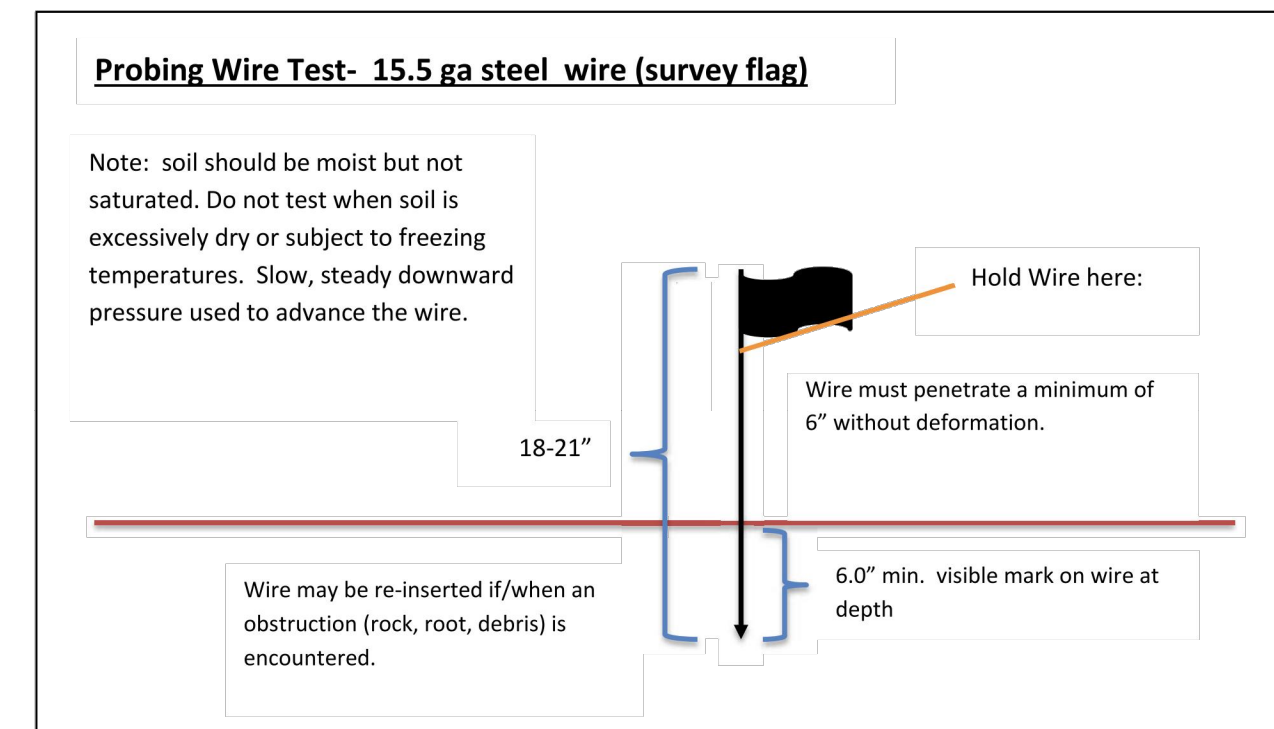 Probing Wire Test-  15.5 ga steel  wire (survey flag)
Note:  soil should be moist but not
saturated. Do not test when soil is
excessively dry or subject to freezing
temperatures.  Slow, steady downward
pressure used to advance the wire.
Hold Wire here:
Wire must penetrate a minimum of
6” without deformation.
18-21”
6.0” min.  visible mark on wire at
depth
Wire may be re-inserted if/when an
obstruction (rock, root, debris) is
encountered.